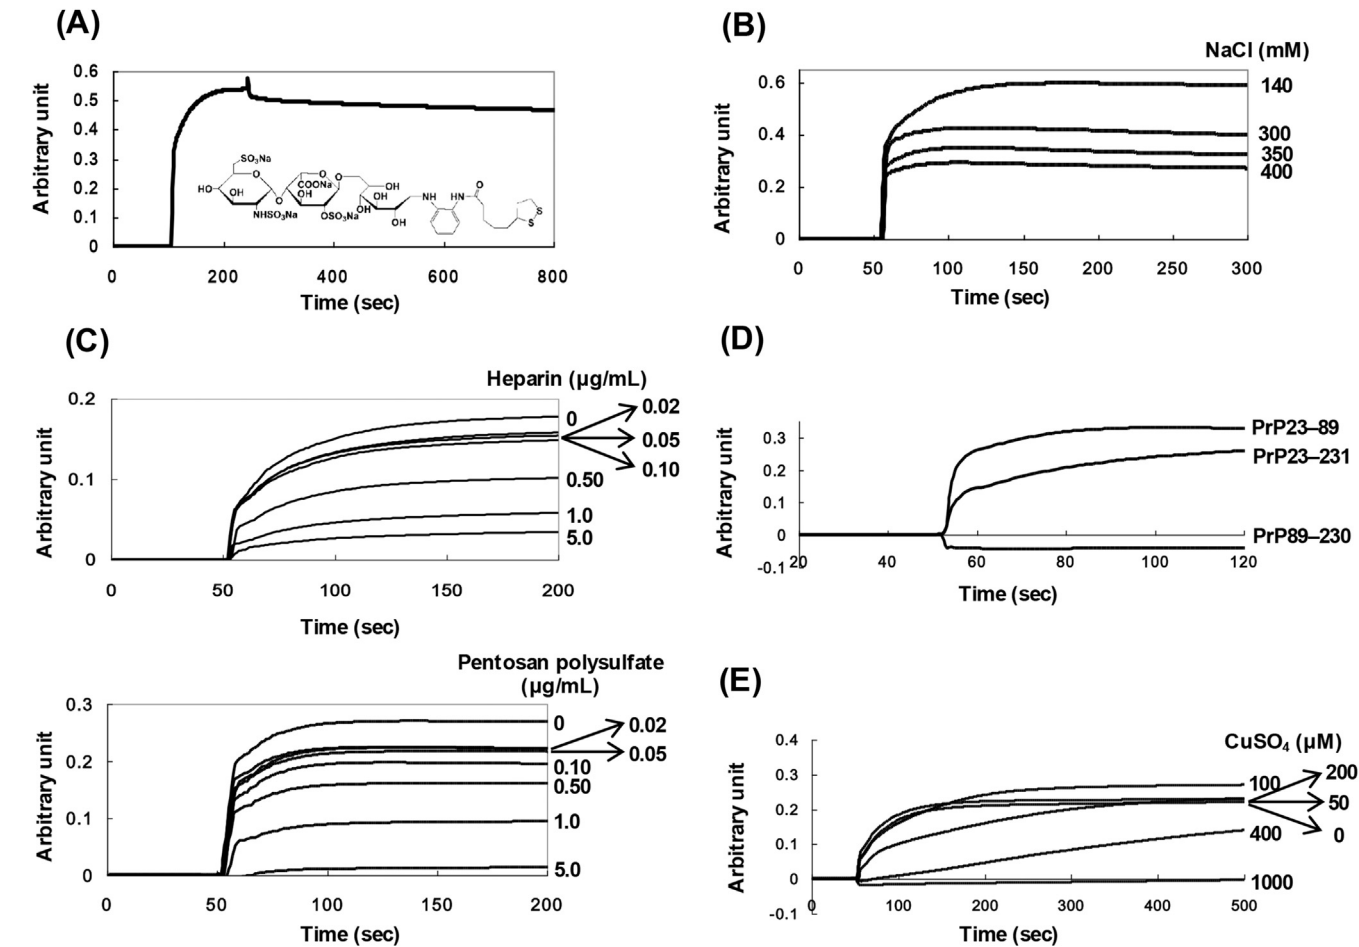 (A)
Arbitrary unit
0.6
0.5
0.4
0.3
0.2
0.1
0
SO₃Na
O
O
O
COONa
OH
HO
OH
O
OH
OH
NH
NH
O
NHSO₃Na
OSO₃Na
HO
OH
S
S
0 200 400 600 800
Time (sec)
(B)
NaCl (mM)
Arbitrary unit
0.6
0.4
0.2
0
140
300
350
400
0 50 100 150 200 250 300
Time (sec)
(C)
Heparin (µg/mL)
Arbitrary unit
0.2
0.1
0
0
0.02
0.05
0.10
0.50
1.0
5.0
0 50 100 150 200
Time (sec)
Pentosan polysulfate
(µg/mL)
Arbitrary unit
0.3
0.2
0.1
0
0
0.02
0.05
0.10
0.50
1.0
5.0
0 50 100 150 200
Time (sec)
(D)
Arbitrary unit
0.3
0.2
0.1
0
-0.1
PrP23–89
PrP23–231
PrP89–230
20 40 60 80 100 120
Time (sec)
(E)
CuSO₄ (µM)
Arbitrary unit
0.4
0.3
0.2
0.1
0
-0.1
100
200
50
0
400
1000
0 100 200 300 400 500
Time (sec)